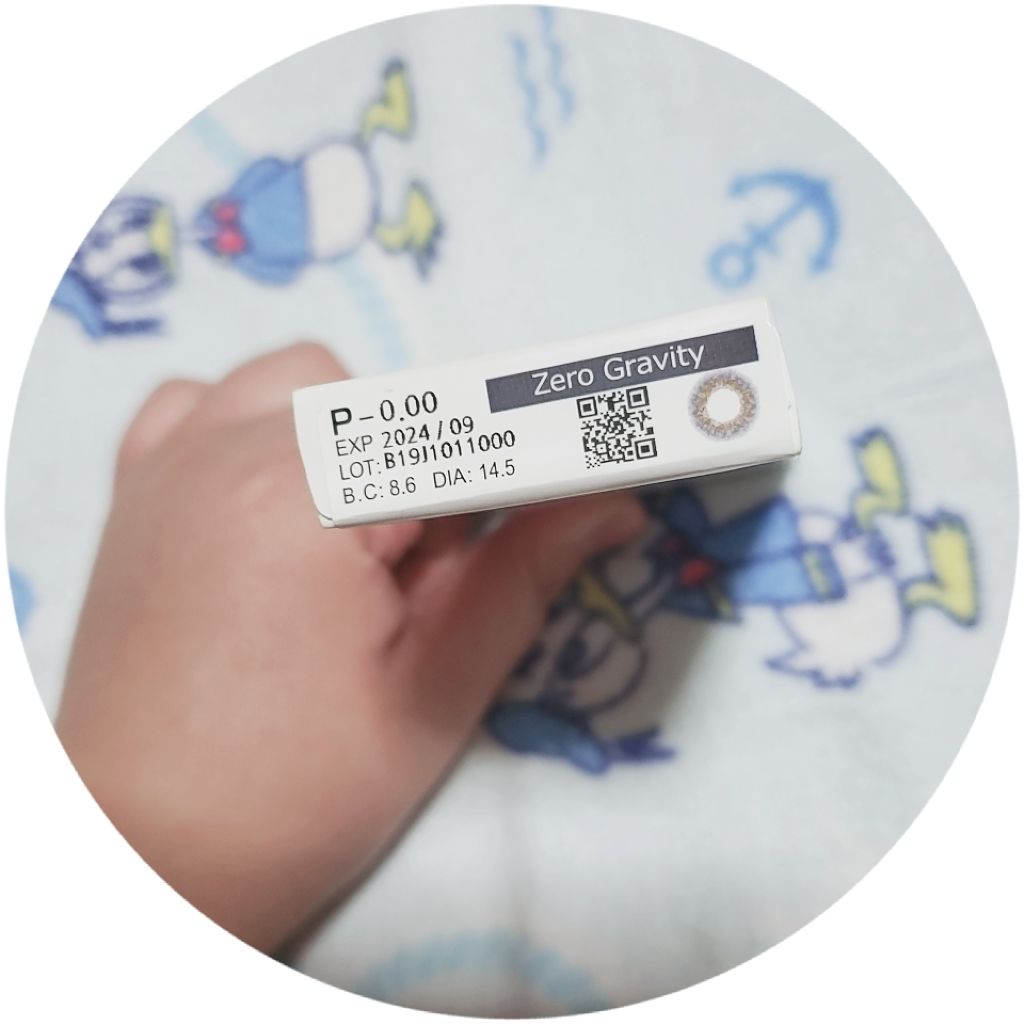 Zero Gravity
P-0.00
EXP 2024/09
LOT: B19J1011000
B.C: 8.6 DIA: 14.5